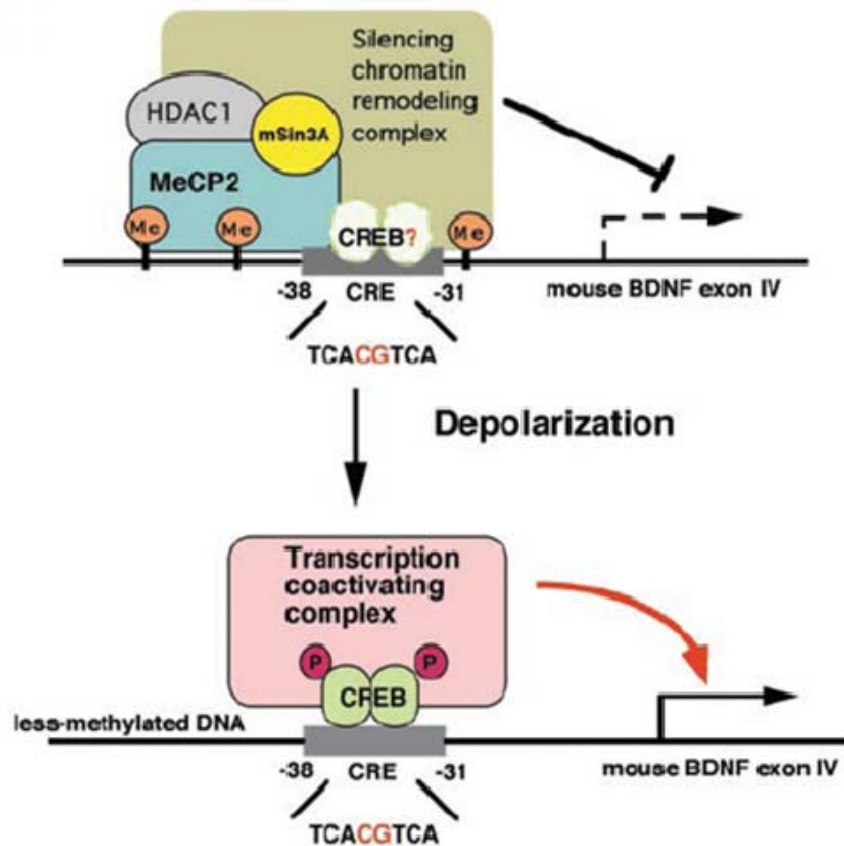 Silencing
chromatin
remodeling
complex
HDAC1
mSin3A
MeCP2
Me
Me
CREB?
Me
-38
CRE
-31
mouse BDNF exon IV
TCACGTCA
Depolarization
Transcription
coactivating
complex
P
P
CREB
less-methylated DNA
-38
CRE
-31
mouse BDNF exon IV
TCACGTCA